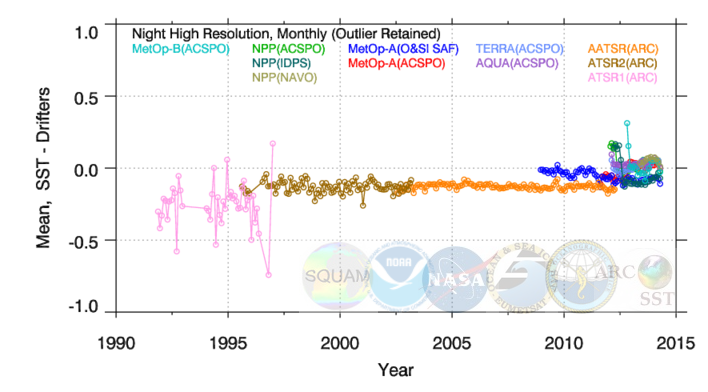 Night High Resolution, Monthly (Outlier Retained)
MetOp-B(ACSPO) NPP(ACSPO) MetOp-A(O&SI SAF) TERRA(ACSPO) AATSR(ARC)
NPP(IDPS) MetOp-A(ACSPO) AQUA(ACSPO) ATSR2(ARC)
NPP(NAVO) ATSR1(ARC)
1.0
0.5
0.0
-0.5
-1.0
Mean, SST - Drifters
SQUAM
NOAA
NASA
EUMETSAT
ARC
SST
1990 1995 2000 2005 2010 2015
Year